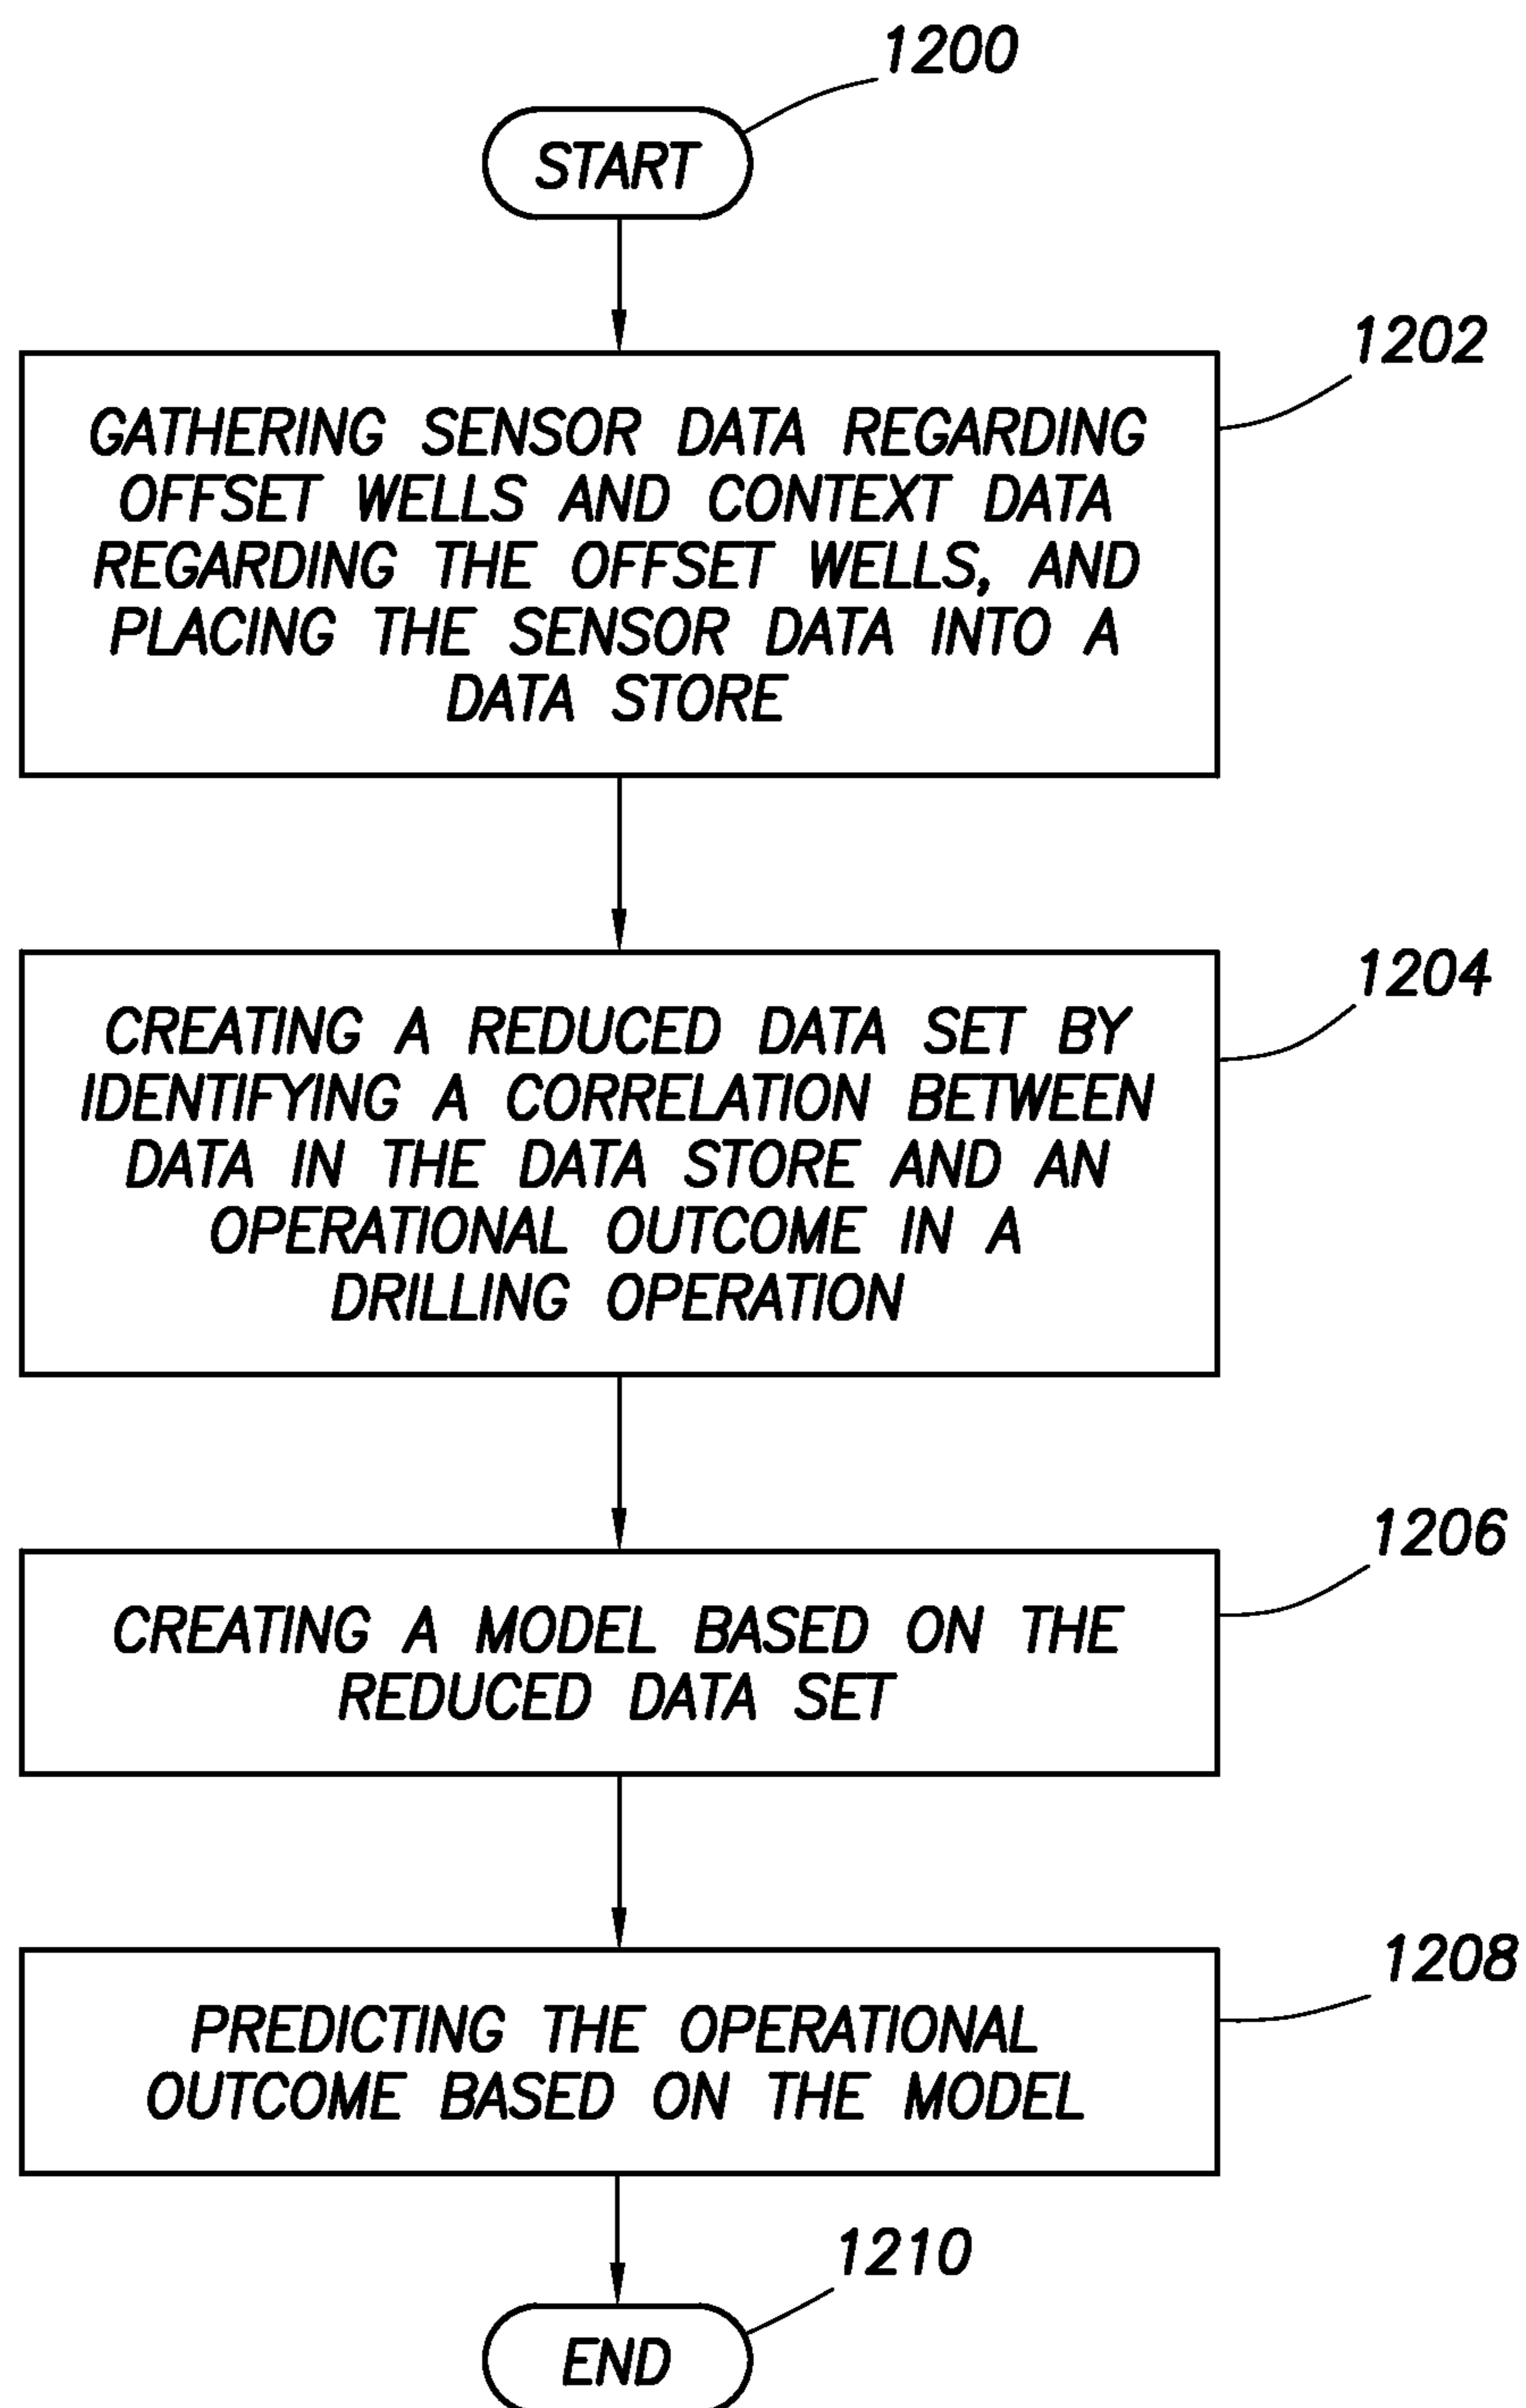 1200
START
1202
GATHERING SENSOR DATA REGARDING
OFFSET WELLS AND CONTEXT DATA
REGARDING THE OFFSET WELLS, AND
PLACING THE SENSOR DATA INTO A
DATA STORE
1204
CREATING A REDUCED DATA SET BY
IDENTIFYING A CORRELATION BETWEEN
DATA IN THE DATA STORE AND AN
OPERATIONAL OUTCOME IN A
DRILLING OPERATION
1206
CREATING A MODEL BASED ON THE
REDUCED DATA SET
1208
PREDICTING THE OPERATIONAL
OUTCOME BASED ON THE MODEL
1210
END